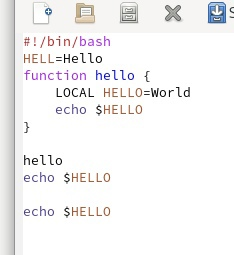 #!/bin/bash
HELL=Hello
function hello {
    LOCAL HELLO=World
    echo $HELLO
}

hello
echo $HELLO

echo $HELLO